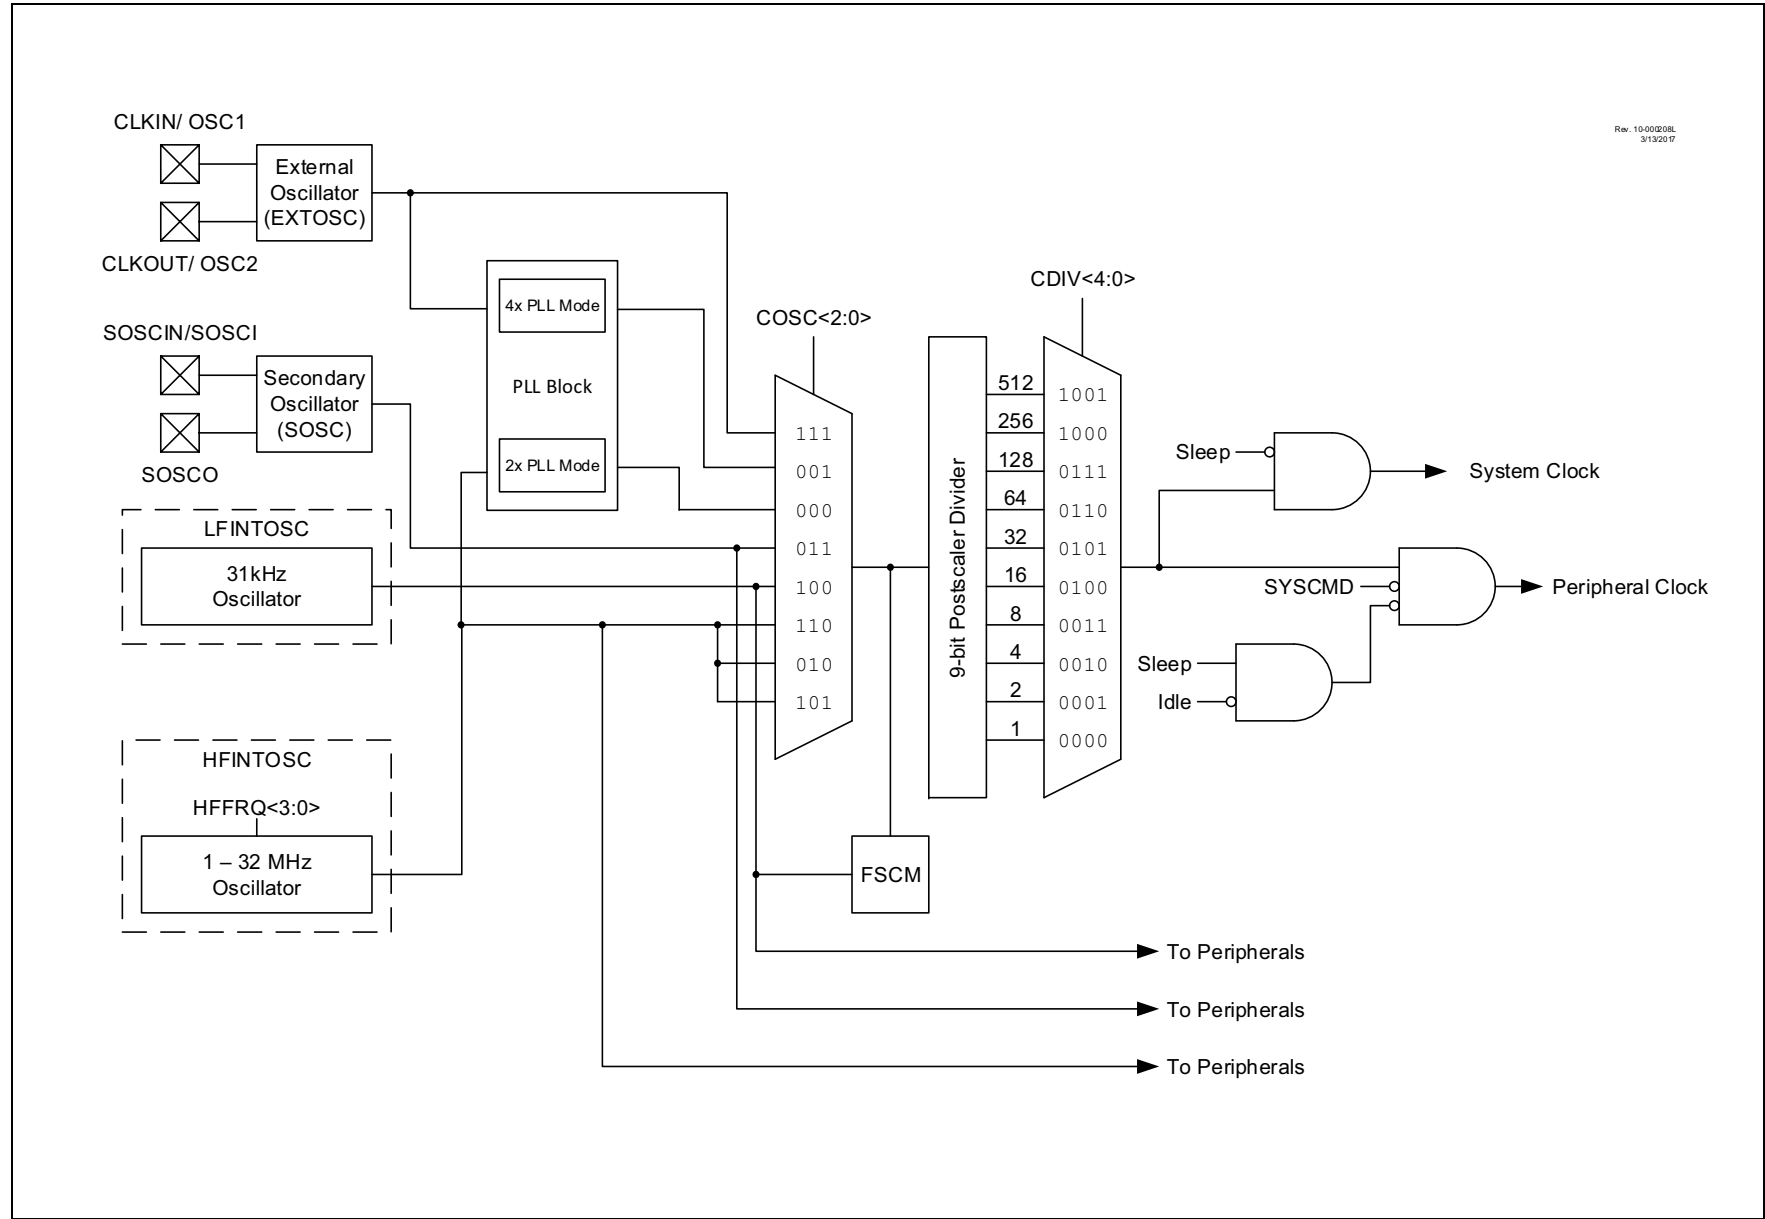 CLKIN/ OSC1
Rev. 10-000208L
3/13/2017
External
Oscillator
(EXTOSC)
CLKOUT/ OSC2
SOSCIN/SOSCI
Secondary
Oscillator
(SOSC)
SOSCO
LFINTOSC
31kHz
Oscillator
HFINTOSC
HFFRQ<3:0>
1 – 32 MHz
Oscillator
4x PLL Mode
PLL Block
2x PLL Mode
COSC<2:0>
111
001
000
011
100
110
010
101
FSCM
9-bit Postscaler Divider
CDIV<4:0>
512 1001
256 1000
128 0111
64 0110
32 0101
16 0100
8 0011
4 0010
2 0001
1 0000
Sleep
System Clock
SYSCMD
Peripheral Clock
Sleep
Idle
To Peripherals
To Peripherals
To Peripherals